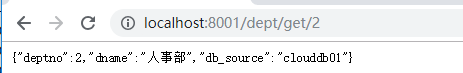 localhost:8001/dept/get/2
{"deptno":2,"dname":"人事部","db_source":"clouddb01"}